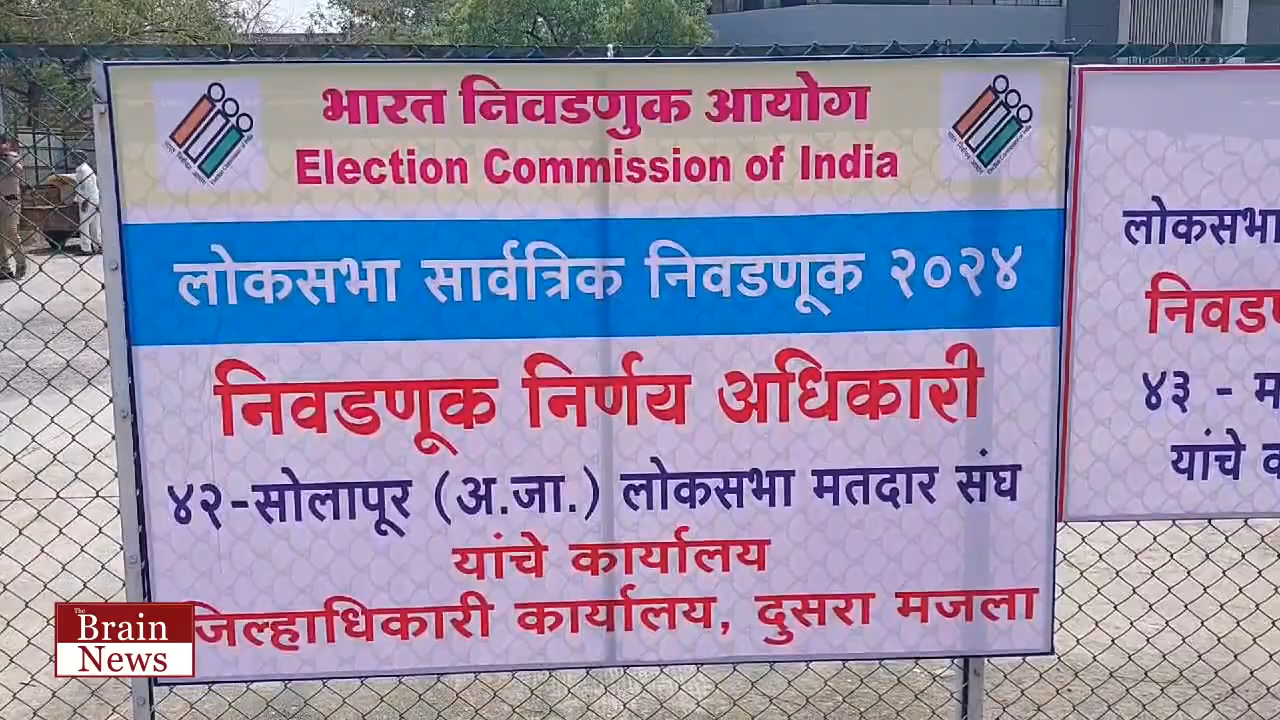 भारत निवडणुक आयोग
Election Commission of India
लोकसभा सार्वत्रिक निवडणूक २०२४
निवडणूक निर्णय अधिकारी
४२-सोलापूर (अ.जा.) लोकसभा मतदार संघ
यांचे कार्यालय
जिल्हाधिकारी कार्यालय, दुसरा मजला
लोकसभा
४३ -
यांचे
The
Brain
News